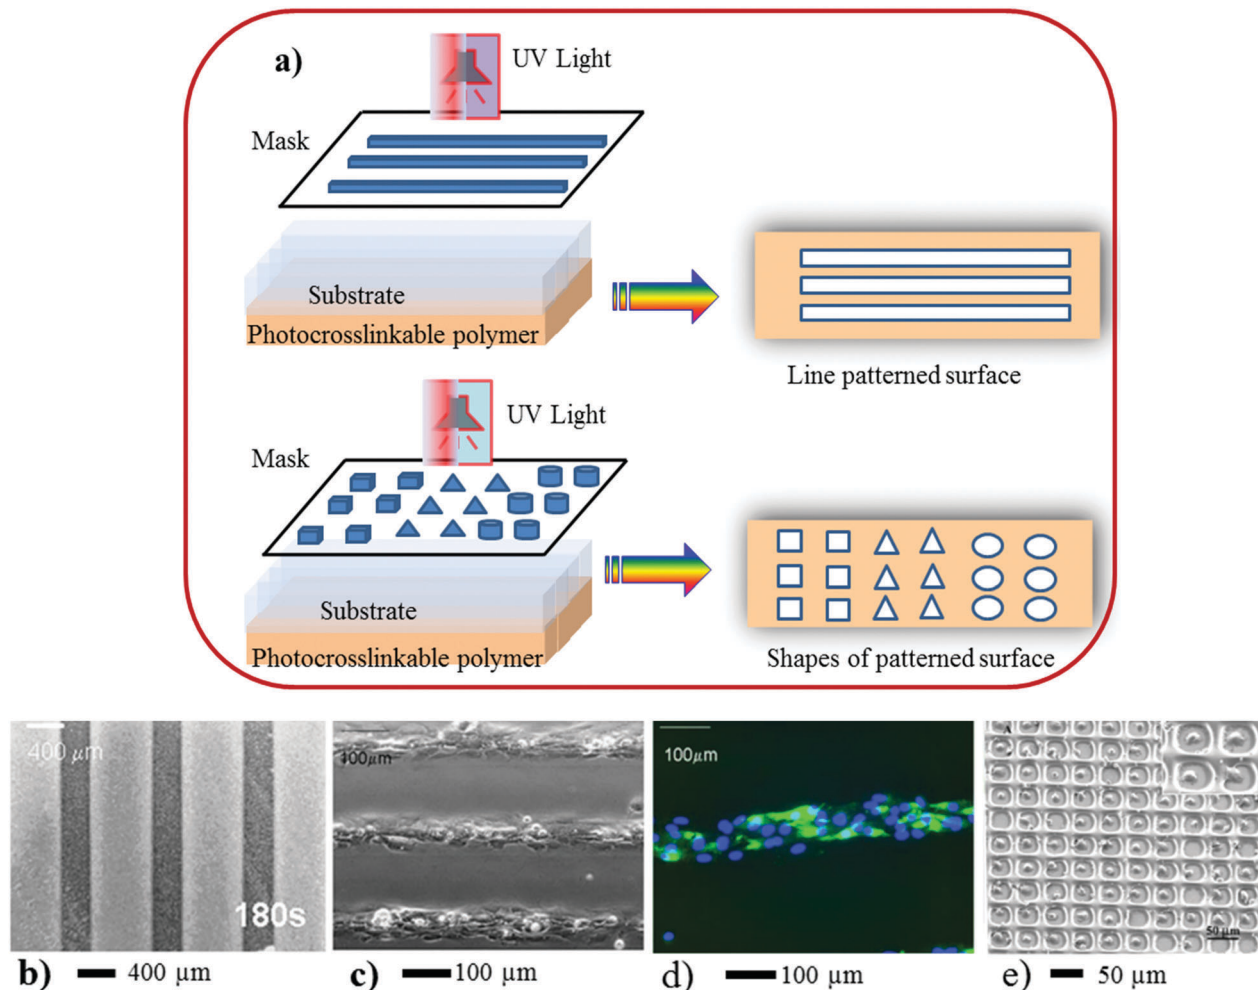 a)
UV Light
Mask
Substrate
Photocrosslinkable polymer
Line patterned surface
UV Light
Mask
Substrate
Photocrosslinkable polymer
Shapes of patterned surface
400 µm
180s
100µm
100µm
A
50 µm
b) 400 µm
c) 100 µm
d) 100 µm
e) 50 µm